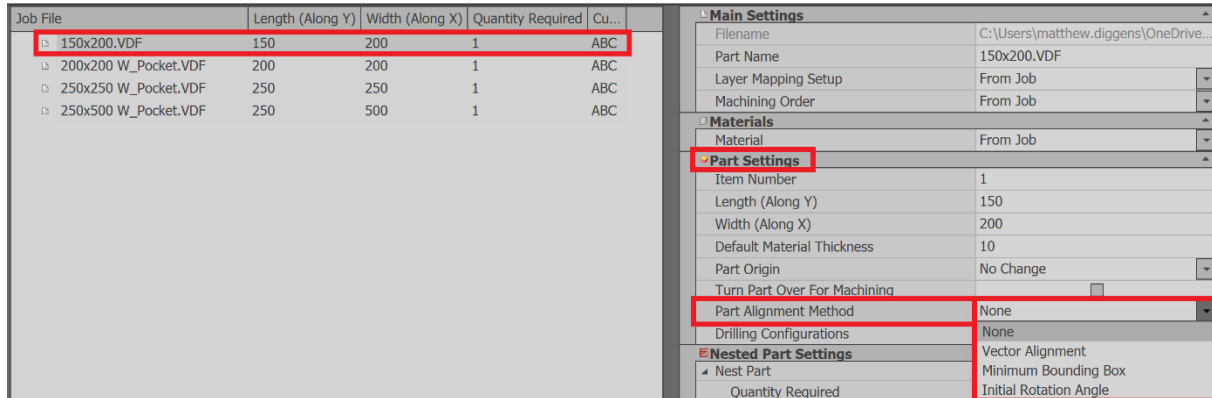 Job File Length (Along Y) Width (Along X) Quantity Required Cu...
150x200.VDF 150 200 1 ABC
200x200 W_Pocket.VDF 200 200 1 ABC
250x250 W_Pocket.VDF 250 250 1 ABC
250x500 W_Pocket.VDF 250 500 1 ABC
Main Settings
Filename C:\Users\matthew.diggens\OneDrive...
Part Name 150x200.VDF
Layer Mapping Setup From Job
Machining Order From Job
Materials
Material From Job
Part Settings
Item Number 1
Length (Along Y) 150
Width (Along X) 200
Default Material Thickness 10
Part Origin No Change
Turn Part Over For Machining
Part Alignment Method None
Drilling Configurations None
Nested Part Settings Vector Alignment
Nest Part Minimum Bounding Box
Quantity Required Initial Rotation Angle